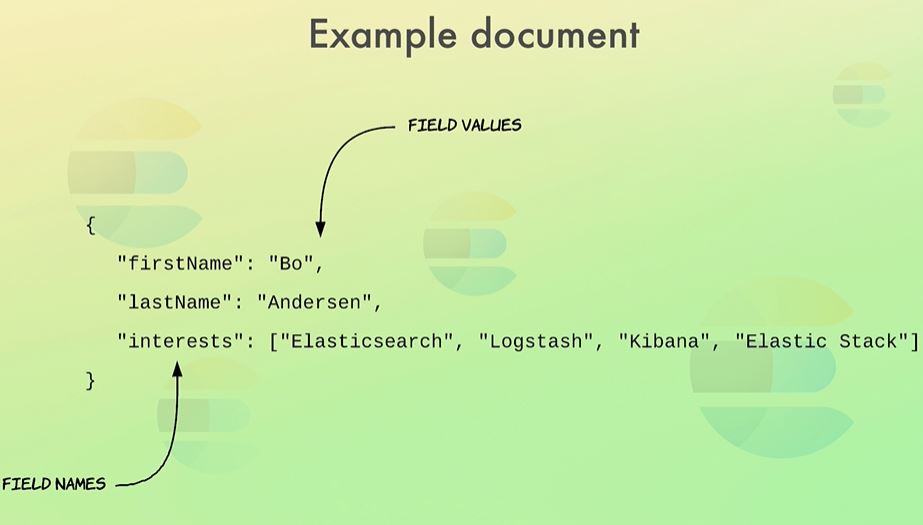 Example document
FIELD VALUES
{
"firstName": "Bo",
"lastName": "Andersen",
"interests": ["Elasticsearch", "Logstash", "Kibana", "Elastic Stack"]
}
FIELD NAMES